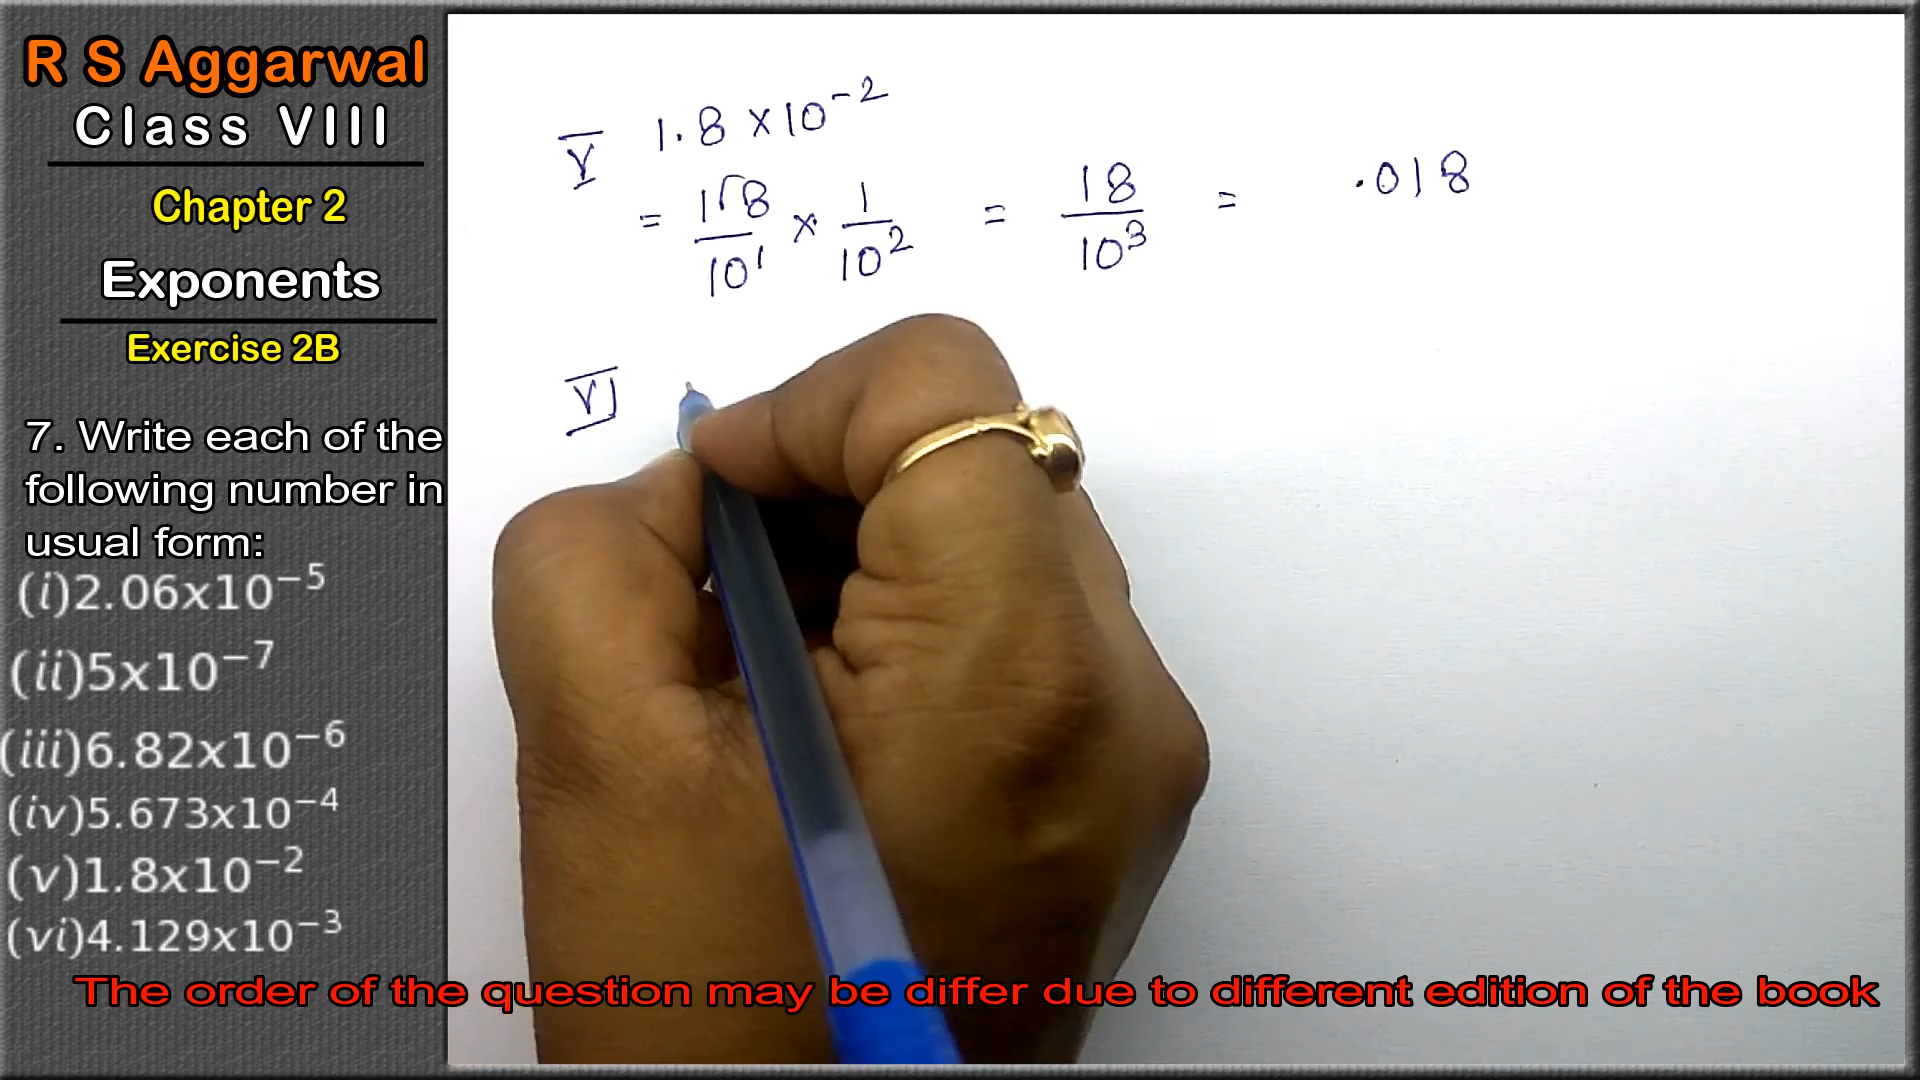 R S Aggarwal
Class VIII
Chapter 2
Exponents
Exercise 2B
7. Write each of the
following number in
usual form:
(i)2.06x10⁻⁵
(ii)5x10⁻⁷
(iii)6.82x10⁻⁶
(iv)5.673x10⁻⁴
(v)1.8x10⁻²
(vi)4.129x10⁻³
V 1.8 × 10⁻²
= 18/10¹ × 1/10² = 18/10³ = .018
VI
The order of the question may be differ due to different edition of the book